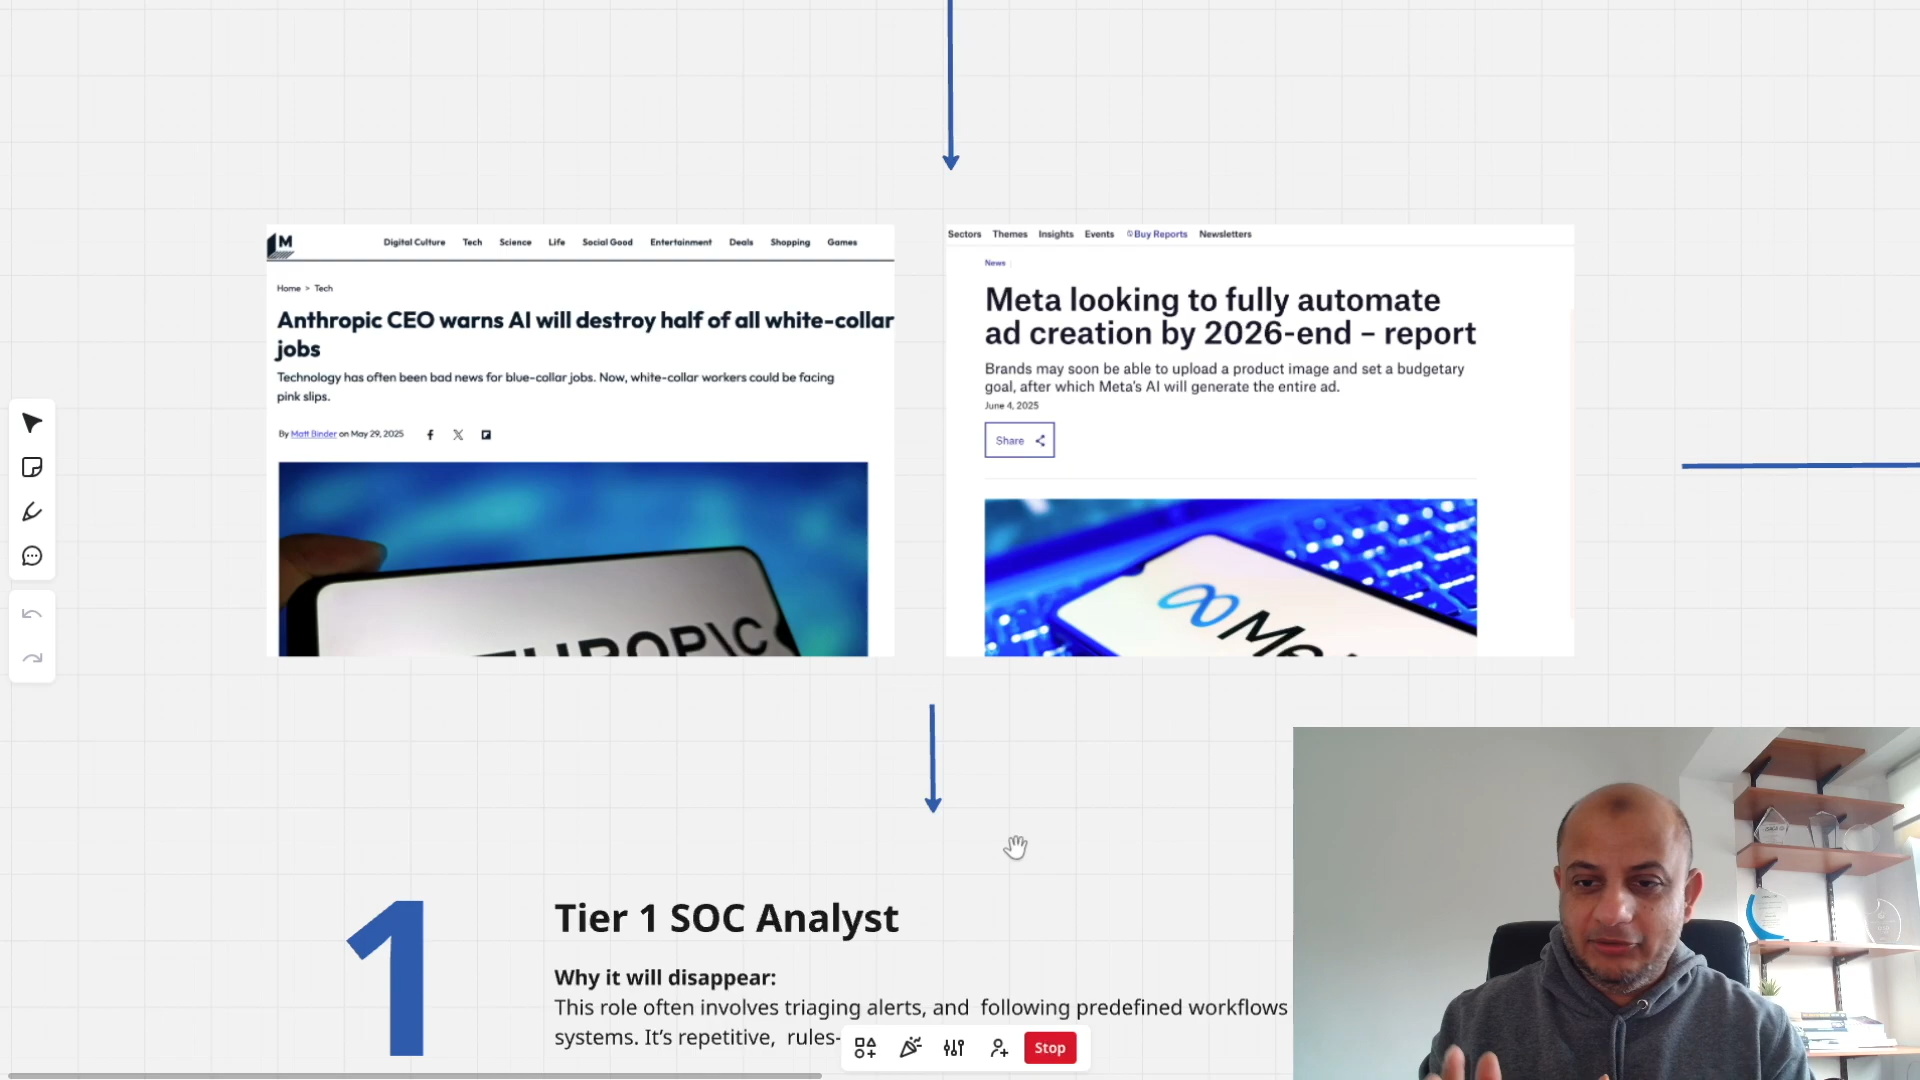 M
Digital Culture Tech Science Life Social Good Entertainment Deals Shopping Games
Home > Tech
Anthropic CEO warns AI will destroy half of all white-collar
jobs
Technology has often been bad news for blue-collar jobs. Now, white-collar workers could be facing
pink slips.
By Matt Binder on May 29, 2025
THROP\C
Sectors Themes Insights Events Buy Reports Newsletters
News
Meta looking to fully automate
ad creation by 2026-end – report
Brands may soon be able to upload a product image and set a budgetary
goal, after which Meta's AI will generate the entire ad.
June 4, 2025
Share
Me
1
Tier 1 SOC Analyst
Why it will disappear:
This role often involves triaging alerts, and following predefined workflows
systems. It's repetitive, rules-
Stop